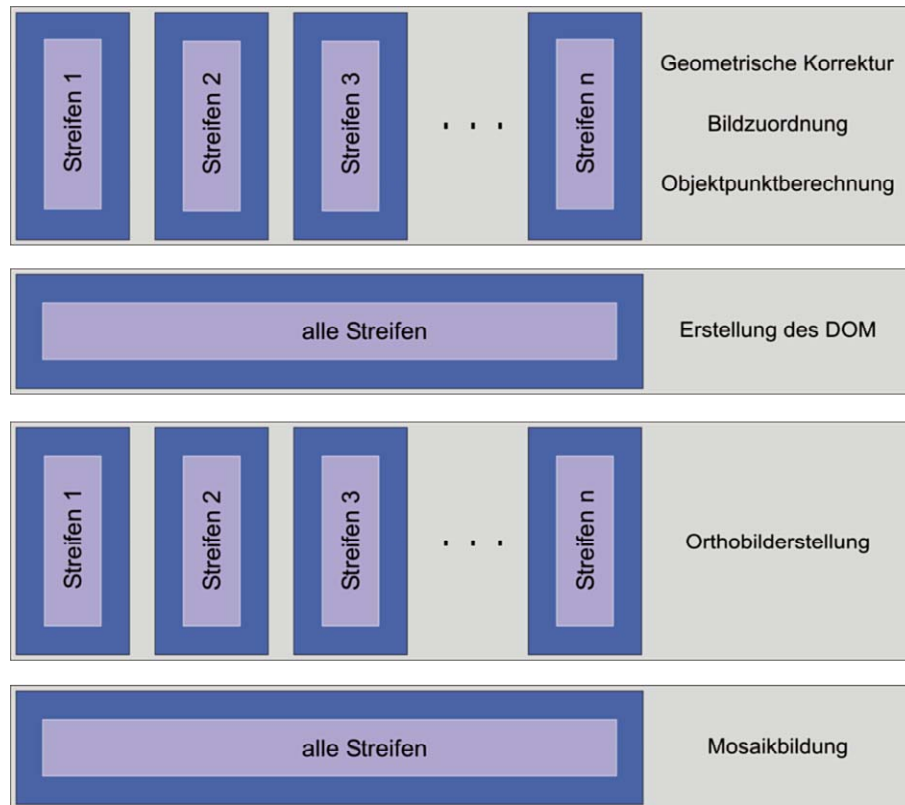 Streifen 1
Streifen 2
Streifen 3
. . .
Streifen n
Geometrische Korrektur
Bildzuordnung
Objektpunktberechnung
alle Streifen
Erstellung des DOM
Streifen 1
Streifen 2
Streifen 3
. . .
Streifen n
Orthobilderstellung
alle Streifen
Mosaikbildung